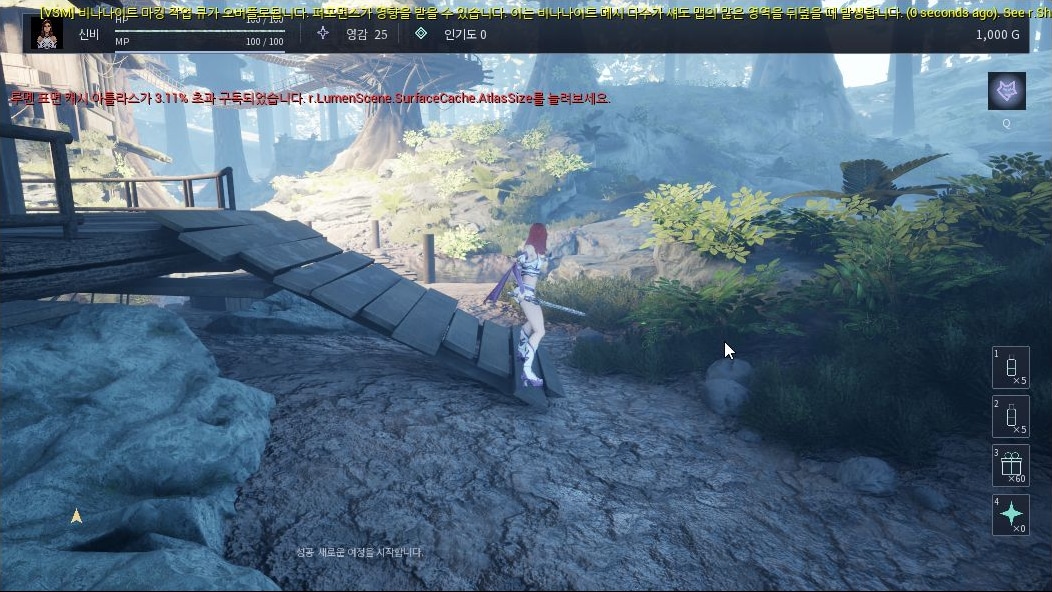 [VSM] 비나나이트 마킹 작업 큐가 오버플로됩니다. 퍼포먼스가 영향을 받을 수 있습니다. 이는 비나나이트 메시 다수가 섀도 맵의 많은 영역을 뒤덮을 때 발생합니다. (0 seconds ago). See r.Sh
HP 100 / 100
신비 영감 25 인기도 0 1,000 G
MP 100 / 100
루멘 표면 캐시 아틀라스가 3.11% 초과 구독되었습니다. r.LumenScene.SurfaceCache.AtlasSize를 늘려보세요.
Q
1
×5
2
×5
3
×60
4
×0
성공 새로운 여정을 시작합니다.